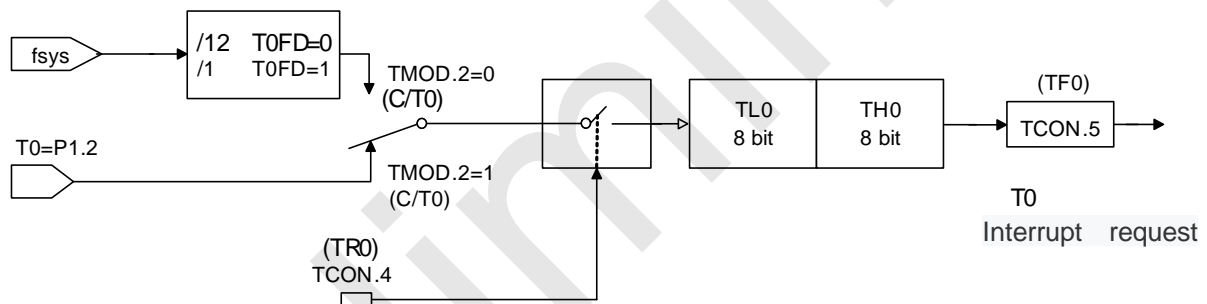 fsys
/12 T0FD=0
/1 T0FD=1
TMOD.2=0
(C/T0)
T0=P1.2
TMOD.2=1
(C/T0)
(TR0)
TCON.4
TL0
8 bit
TH0
8 bit
(TF0)
TCON.5
T0
Interrupt request